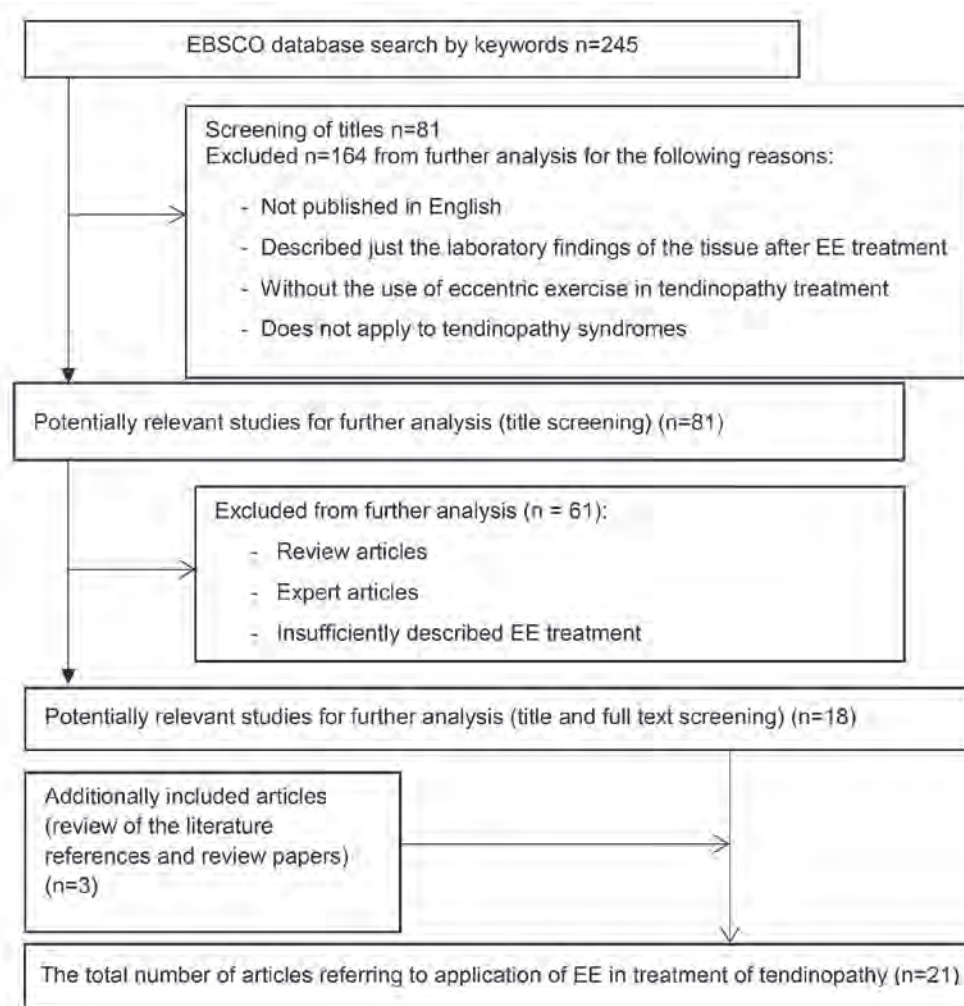 EBSCO database search by keywords n=245
Screening of titles n=81
Excluded n=164 from further analysis for the following reasons:
- Not published in English
- Described just the laboratory findings of the tissue after EE treatment
- Without the use of eccentric exercise in tendinopathy treatment
- Does not apply to tendinopathy syndromes
Potentially relevant studies for further analysis (title screening) (n=81)
Excluded from further analysis (n = 61):
- Review articles
- Expert articles
- Insufficiently described EE treatment
Potentially relevant studies for further analysis (title and full text screening) (n=18)
Additionally included articles
(review of the literature
references and review papers)
(n=3)
The total number of articles referring to application of EE in treatment of tendinopathy (n=21)